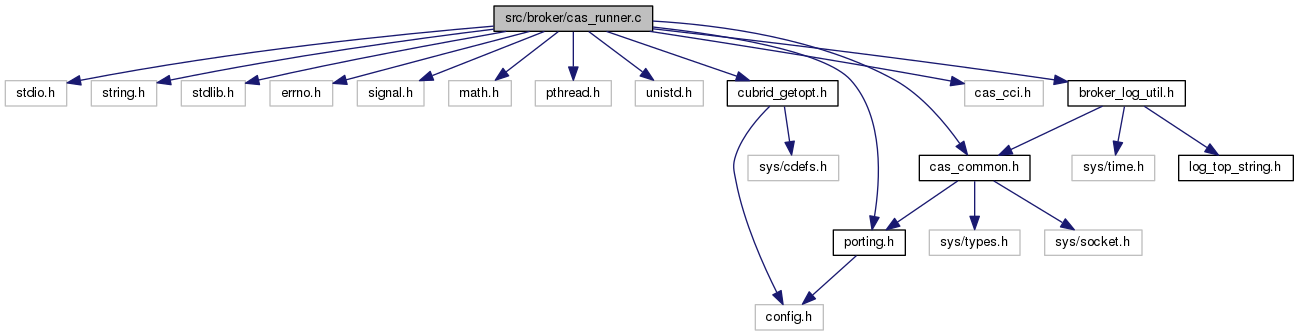 src/broker/cas_runner.c
stdio.h
string.h
stdlib.h
errno.h
signal.h
math.h
pthread.h
unistd.h
cubrid_getopt.h
cas_cci.h
broker_log_util.h
sys/cdefs.h
cas_common.h
sys/time.h
log_top_string.h
porting.h
sys/types.h
sys/socket.h
config.h